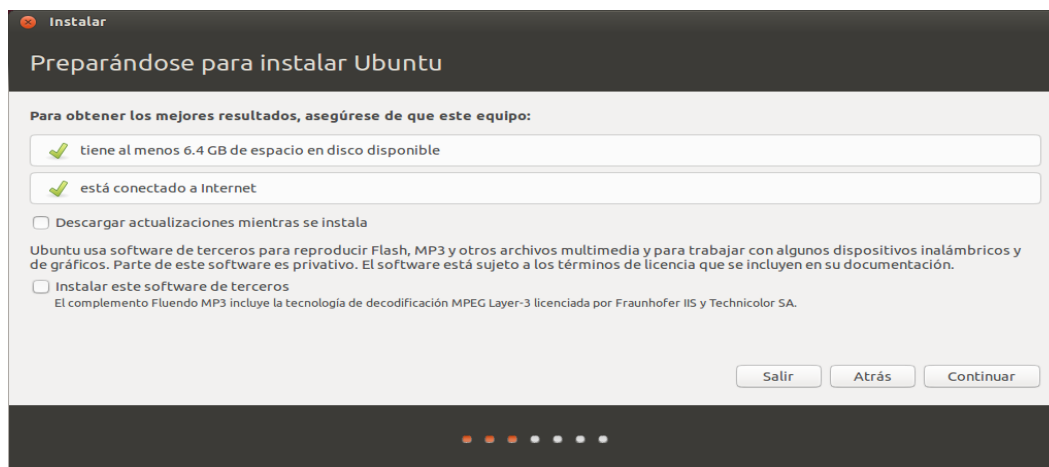 Instalar
Preparándose para instalar Ubuntu
Para obtener los mejores resultados, asegúrese de que este equipo:
tiene al menos 6.4 GB de espacio en disco disponible
está conectado a Internet
Descargar actualizaciones mientras se instala
Ubuntu usa software de terceros para reproducir Flash, MP3 y otros archivos multimedia y para trabajar con algunos dispositivos inalámbricos y
de gráficos. Parte de este software es privativo. El software está sujeto a los términos de licencia que se incluyen en su documentación.
Instalar este software de terceros
El complemento Fluendo MP3 incluye la tecnología de decodificación MPEG Layer-3 licenciada por Fraunhofer IIS y Technicolor SA.
Salir Atrás Continuar